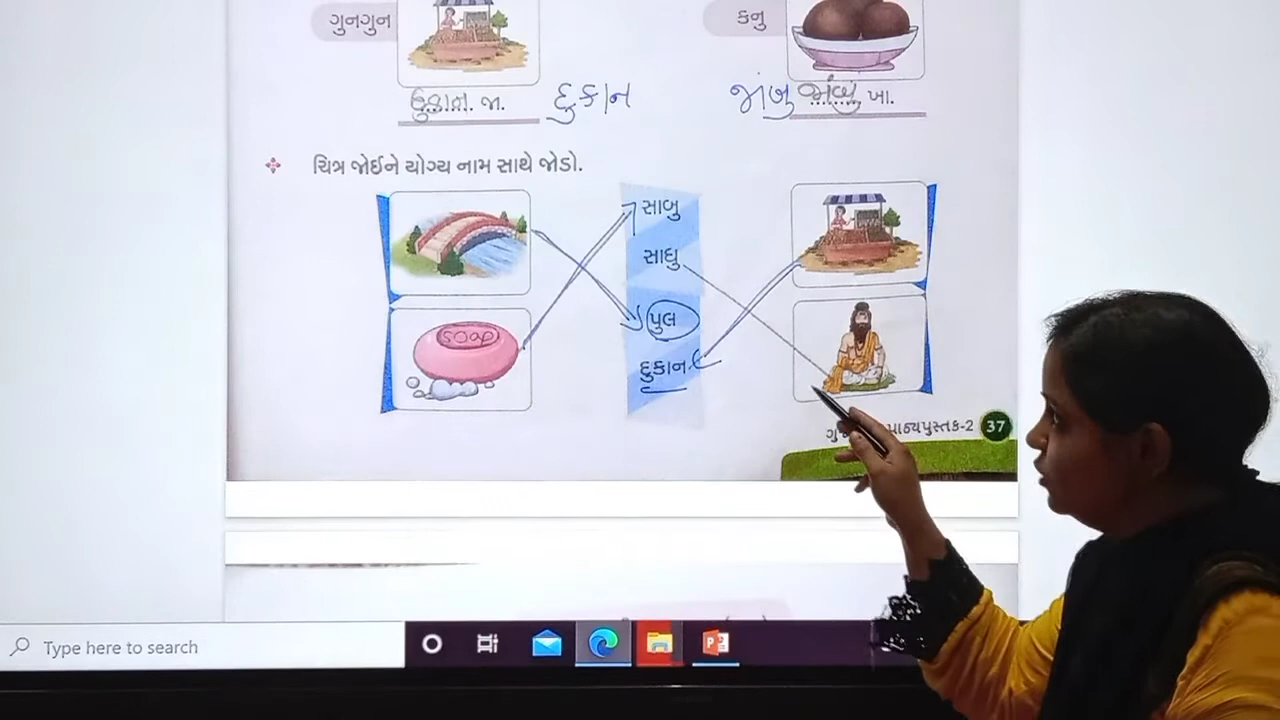 ગુનગુન
કનુ
દુકાન. જા. દુકાન
જાંબુ જાંબુ ખા.
ચિત્ર જોઈને યોગ્ય નામ સાથે જોડો.
સાબુ
સાધુ
પુલ
દુકાન
SOAP
પાઠ્યપુસ્તક-2 37
Type here to search